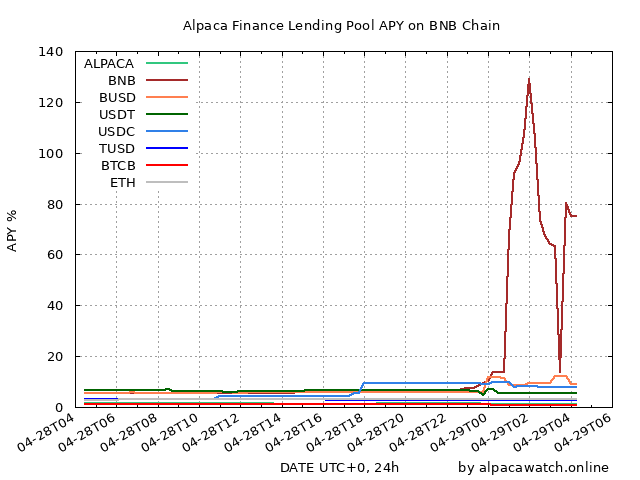 Alpaca Finance Lending Pool APY on BNB Chain
APY %
140
120
100
80
60
40
20
0
ALPACA
BNB
BUSD
USDT
USDC
TUSD
BTCB
ETH
04-28T04
04-28T06
04-28T08
04-28T10
04-28T12
04-28T14
04-28T16
04-28T18
04-28T20
04-28T22
04-29T00
04-29T02
04-29T04
04-29T06
DATE UTC+0, 24h
by alpacawatch.online